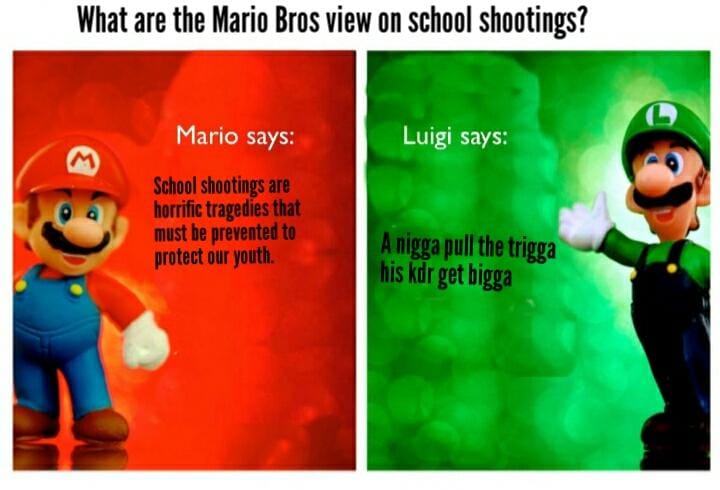 What are the Mario Bros view on school shootings?
M
Mario says:
School shootings are
horrific tragedies that
must be prevented to
protect our youth.
L
Luigi says:
A nigga pull the trigga
his kdr get bigga